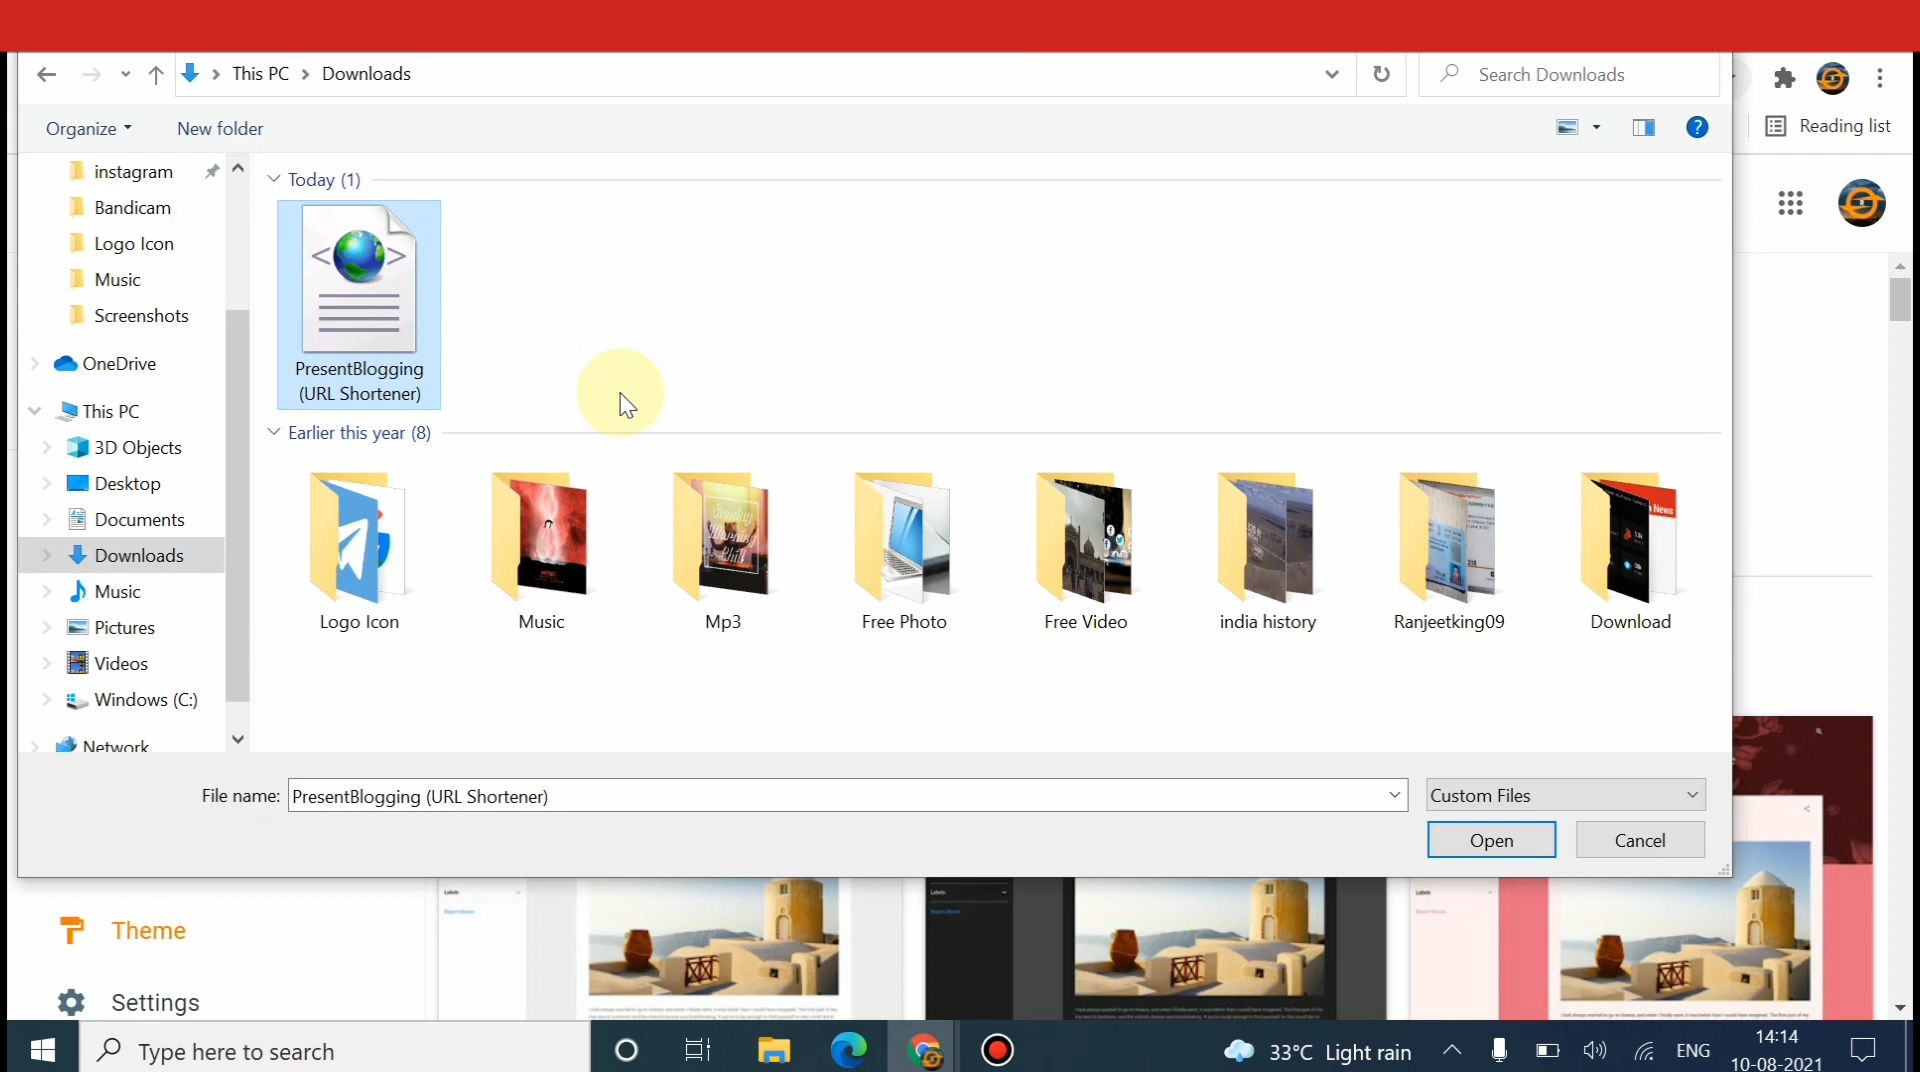 This PC > Downloads
Search Downloads
Organize
New folder
Reading list
instagram
Bandicam
Logo Icon
Music
Screenshots
OneDrive
This PC
3D Objects
Desktop
Documents
Downloads
Music
Pictures
Videos
Windows (C:)
Network
Today (1)
PresentBlogging
(URL Shortener)
Earlier this year (8)
Logo Icon
Music
Mp3
Free Photo
Free Video
india history
Ranjeetking09
Download
File name: PresentBlogging (URL Shortener)
Custom Files
Open
Cancel
Theme
Settings
Type here to search
33°C Light rain
ENG
14:14
10-08-2021